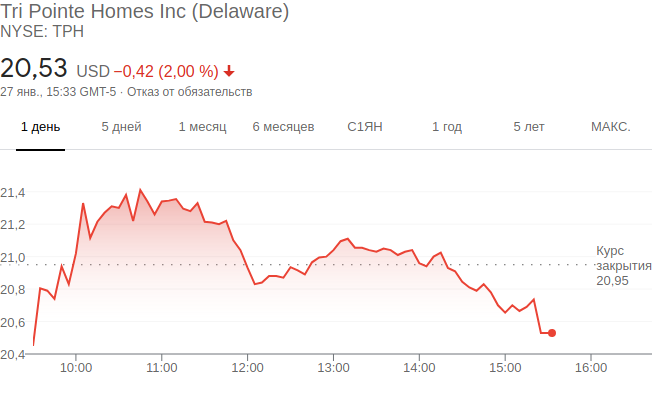 Tri Pointe Homes Inc (Delaware)
NYSE: TPH
20,53 USD −0,42 (2,00 %)
27 янв., 15:33 GMT-5 · Отказ от обязательств
1 день 5 дней 1 месяц 6 месяцев С1ЯН 1 год 5 лет МАКС.
21,4
21,2
21,0
20,8
20,6
20,4
Курс
закрытия
20,95
10:00 11:00 12:00 13:00 14:00 15:00 16:00